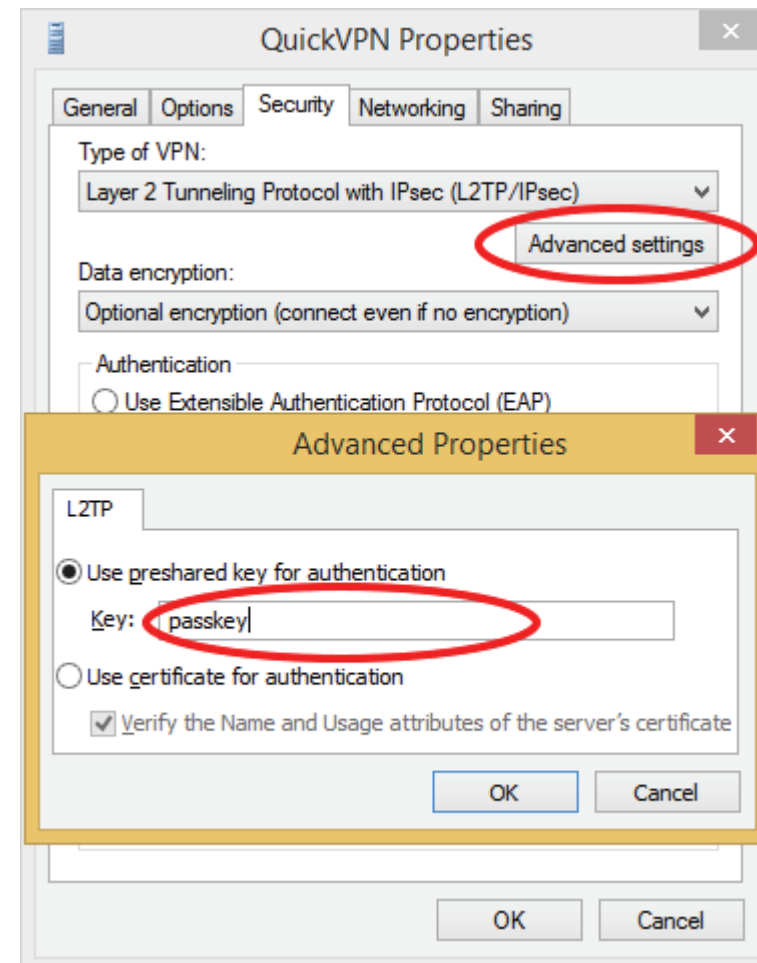 QuickVPN Properties
General Options Security Networking Sharing
Type of VPN:
Layer 2 Tunneling Protocol with IPsec (L2TP/IPsec)
Advanced settings
Data encryption:
Optional encryption (connect even if no encryption)
Authentication
Use Extensible Authentication Protocol (EAP)
Advanced Properties
L2TP
Use preshared key for authentication
Key: passkey
Use certificate for authentication
Verify the Name and Usage attributes of the server's certificate
OK Cancel
OK Cancel